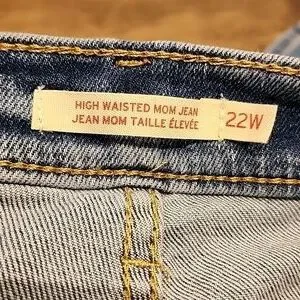 HIGH WAISTED MOM JEAN
JEAN MOM TAILLE ÉLEVÉE
22W